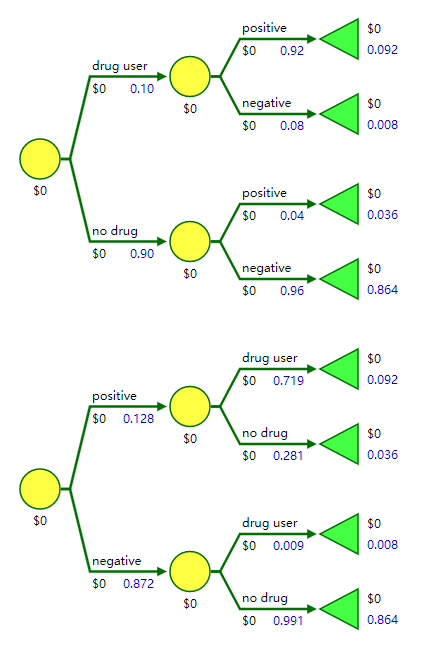 positive $0
$0 0.92 0.092
drug user
$0 0.10
$0
negative $0
$0 0.08 0.008
$0
positive $0
$0 0.04 0.036
no drug
$0 0.90
$0
negative $0
$0 0.96 0.864
drug user $0
$0 0.719 0.092
positive
$0 0.128
$0
no drug $0
$0 0.281 0.036
$0
drug user $0
$0 0.009 0.008
negative
$0 0.872
$0
no drug $0
$0 0.991 0.864